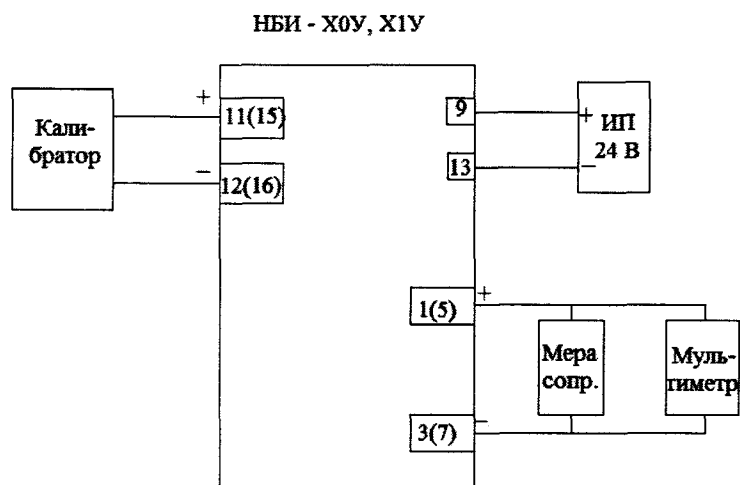 НБИ - Х0У, Х1У
Кали-
братор
+
11(15)
−
12(16)
9
13
+
ИП
24 В
−
1(5)
+
Мера
сопр.
Муль-
тиметр
3(7)
−